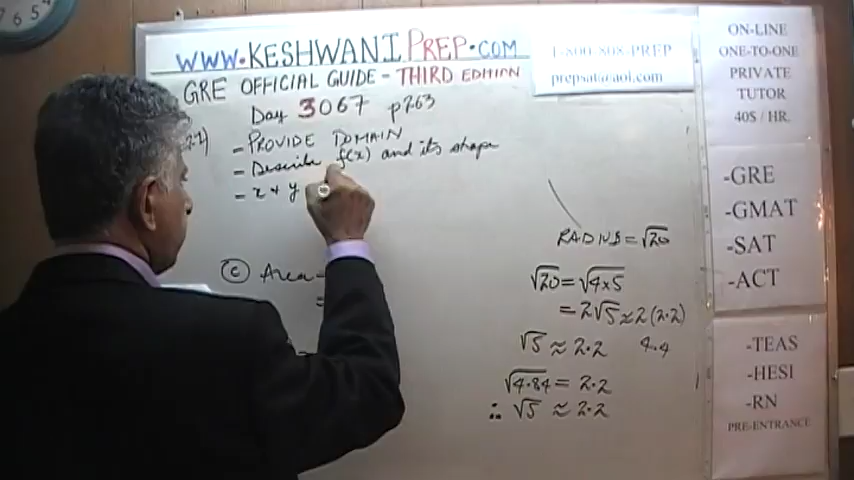 7 6 5
WWW.KESHWANIPREP.COM
GRE OFFICIAL GUIDE - THIRD EDITION
Day 3067 p263
- PROVIDE DOMAIN
- Describe f(x) and its shape
- x + y
Ⓒ Area =
=
1-800-808-PREP
prepsat@aol.com
RADIUS = √20
√20 = √4×5
= 2√5 ≈ 2(2.2)
√5 ≈ 2.2 4.4
√4.84 = 2.2
∴ √5 ≈ 2.2
ON-LINE
ONE-TO-ONE
PRIVATE
TUTOR
40$ / HR.
-GRE
-GMAT
-SAT
-ACT
-TEAS
-HESI
-RN
PRE-ENTRANCE